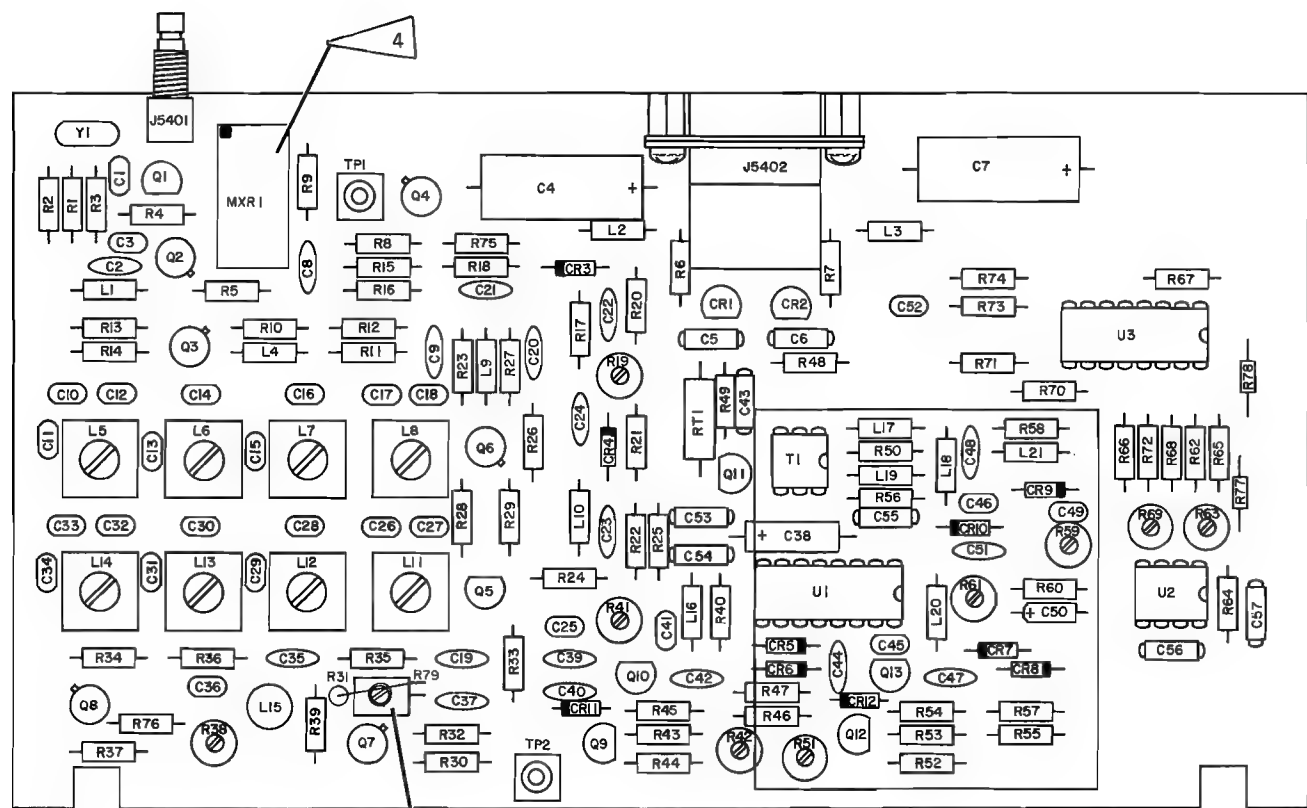 4
J5401
Y1
C1
Q1
MXR1
R9
TP1
Q4
C4
+
J5402
C7
+
R2
R1
R3
R4
C3
Q2
C2
L1
R5
C8
R8
R75
R15
R18
R16
C21
CR3
L2
R6
R7
L3
R17
C22
R20
CR1
CR2
C52
R74
R73
R67
U3
R13
R14
Q3
R10
L4
R12
R11
C9
R23
L9
R27
C20
R19
C5
C6
R48
R71
R70
R78
C10
C12
C14
C16
C17
C18
C11
L5
C13
L6
C15
L7
L8
Q6
R26
C24
CR4
R21
RT1
R49
C43
Q11
T1
L17
R50
L19
R56
C55
L18
C48
R58
L21
CR9
C46
C49
R66
R72
R68
R62
R65
R77
C33
C32
C30
C28
C26
C27
R28
R29
L10
C23
R22
R25
C53
C54
+
C38
CR10
C51
R59
R69
R63
C34
L14
C31
L13
C29
L12
L11
Q5
R24
R41
C25
C41
L16
R40
U1
L20
R61
R60
+
C50
U2
R64
C57
C56
R34
R36
C35
R35
C19
R33
C39
Q10
C42
CR5
CR6
C44
C45
Q13
C47
CR7
CR8
C36
R31
R79
C37
C40
CR11
R47
R46
CR12
Q8
R76
R37
R38
L15
R39
Q7
R32
R30
TP2
Q9
R45
R43
R44
R42
R51
Q12
R54
R53
R52
R57
R55